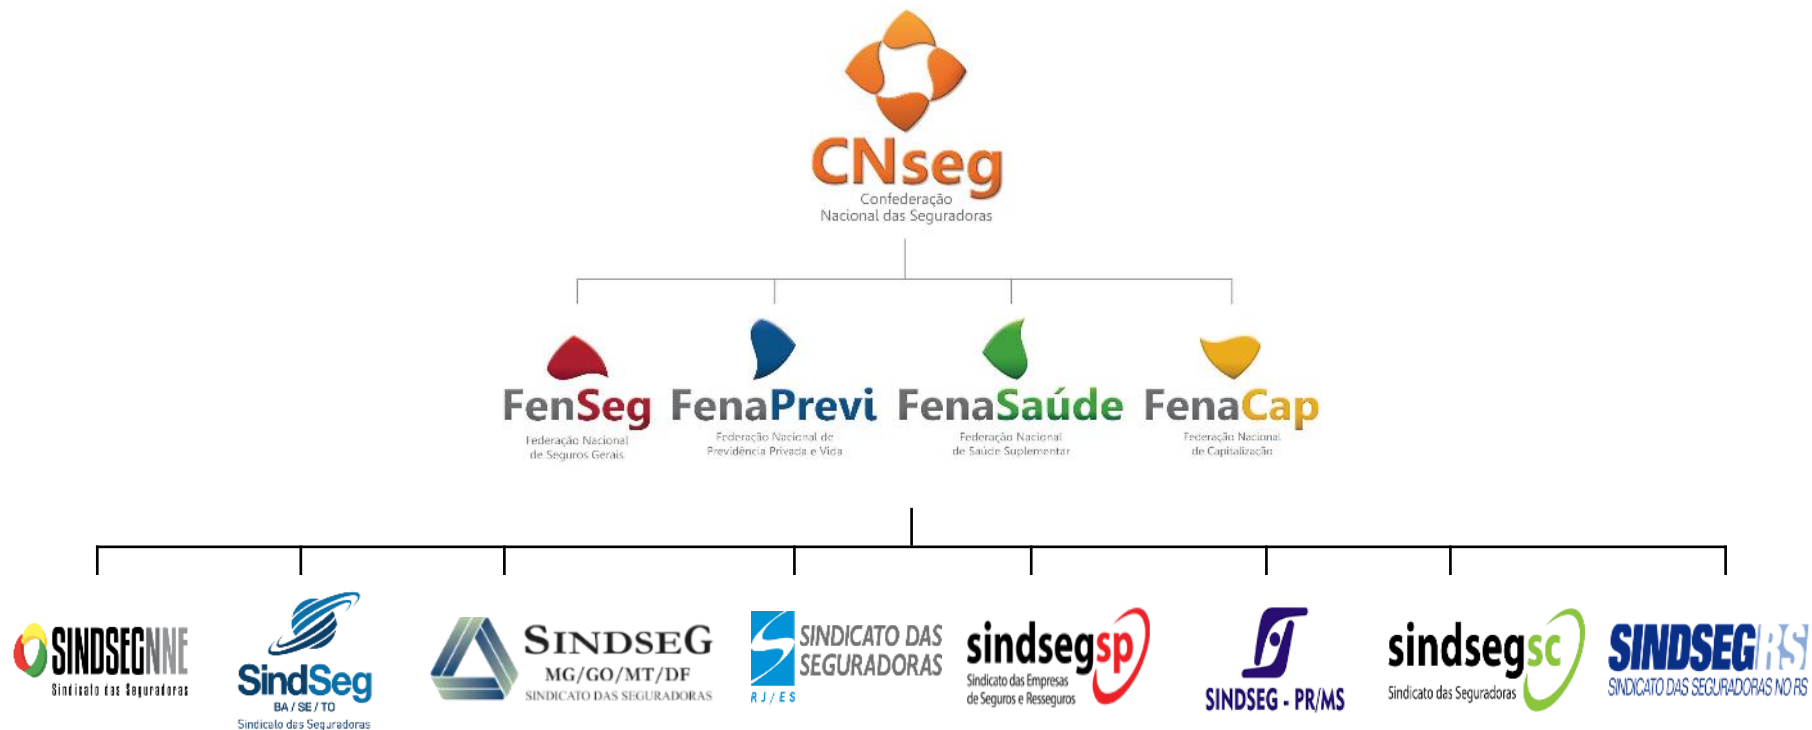 CNseg
Confederação
Nacional das Seguradoras
FenSeg
Federação Nacional
de Seguros Gerais
FenaPrevi
Federação Nacional de
Previdência Privada e Vida
FenaSaúde
Federação Nacional
de Saúde Suplementar
FenaCap
Federação Nacional
de Capitalização
SINDSEGNNE
Sindicato das Seguradoras
SindSeg
BA / SE / TO
Sindicato das Seguradoras
SINDSEG
MG/GO/MT/DF
SINDICATO DAS SEGURADORAS
SINDICATO DAS
SEGURADORAS
RJ/ES
sindsegsp
Sindicato das Empresas
de Seguros e Resseguros
SINDSEG - PR/MS
sindsegsc
Sindicato das Seguradoras
SINDSEGRS
SINDICATO DAS SEGURADORAS NO RS